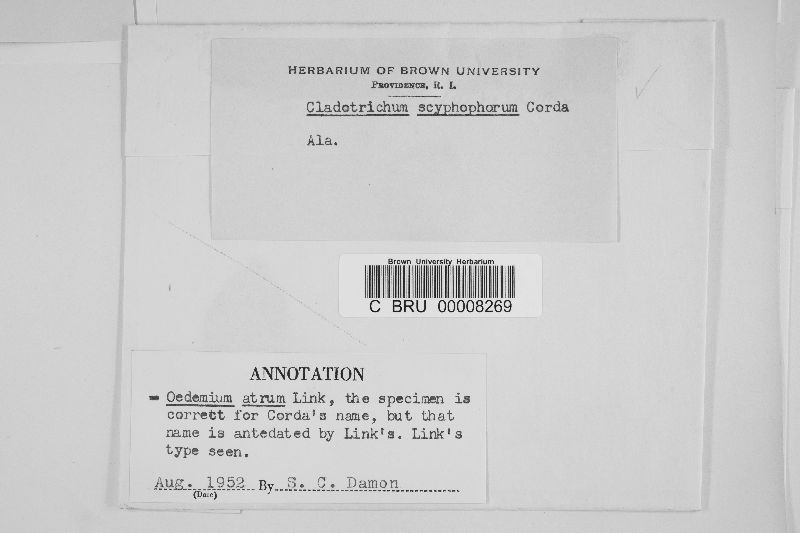 HERBARIUM OF BROWN UNIVERSITY
PROVIDENCE, R. I.
Cladotrichum scyphophorum Corda
Ala.
Brown University Herbarium
C BRU 00008269
ANNOTATION
= Oedemium atrum Link, the specimen is
correct for Corda's name, but that
name is antedated by Link's. Link's
type seen.
Aug. 1952 By S. C. Damon
(Date)